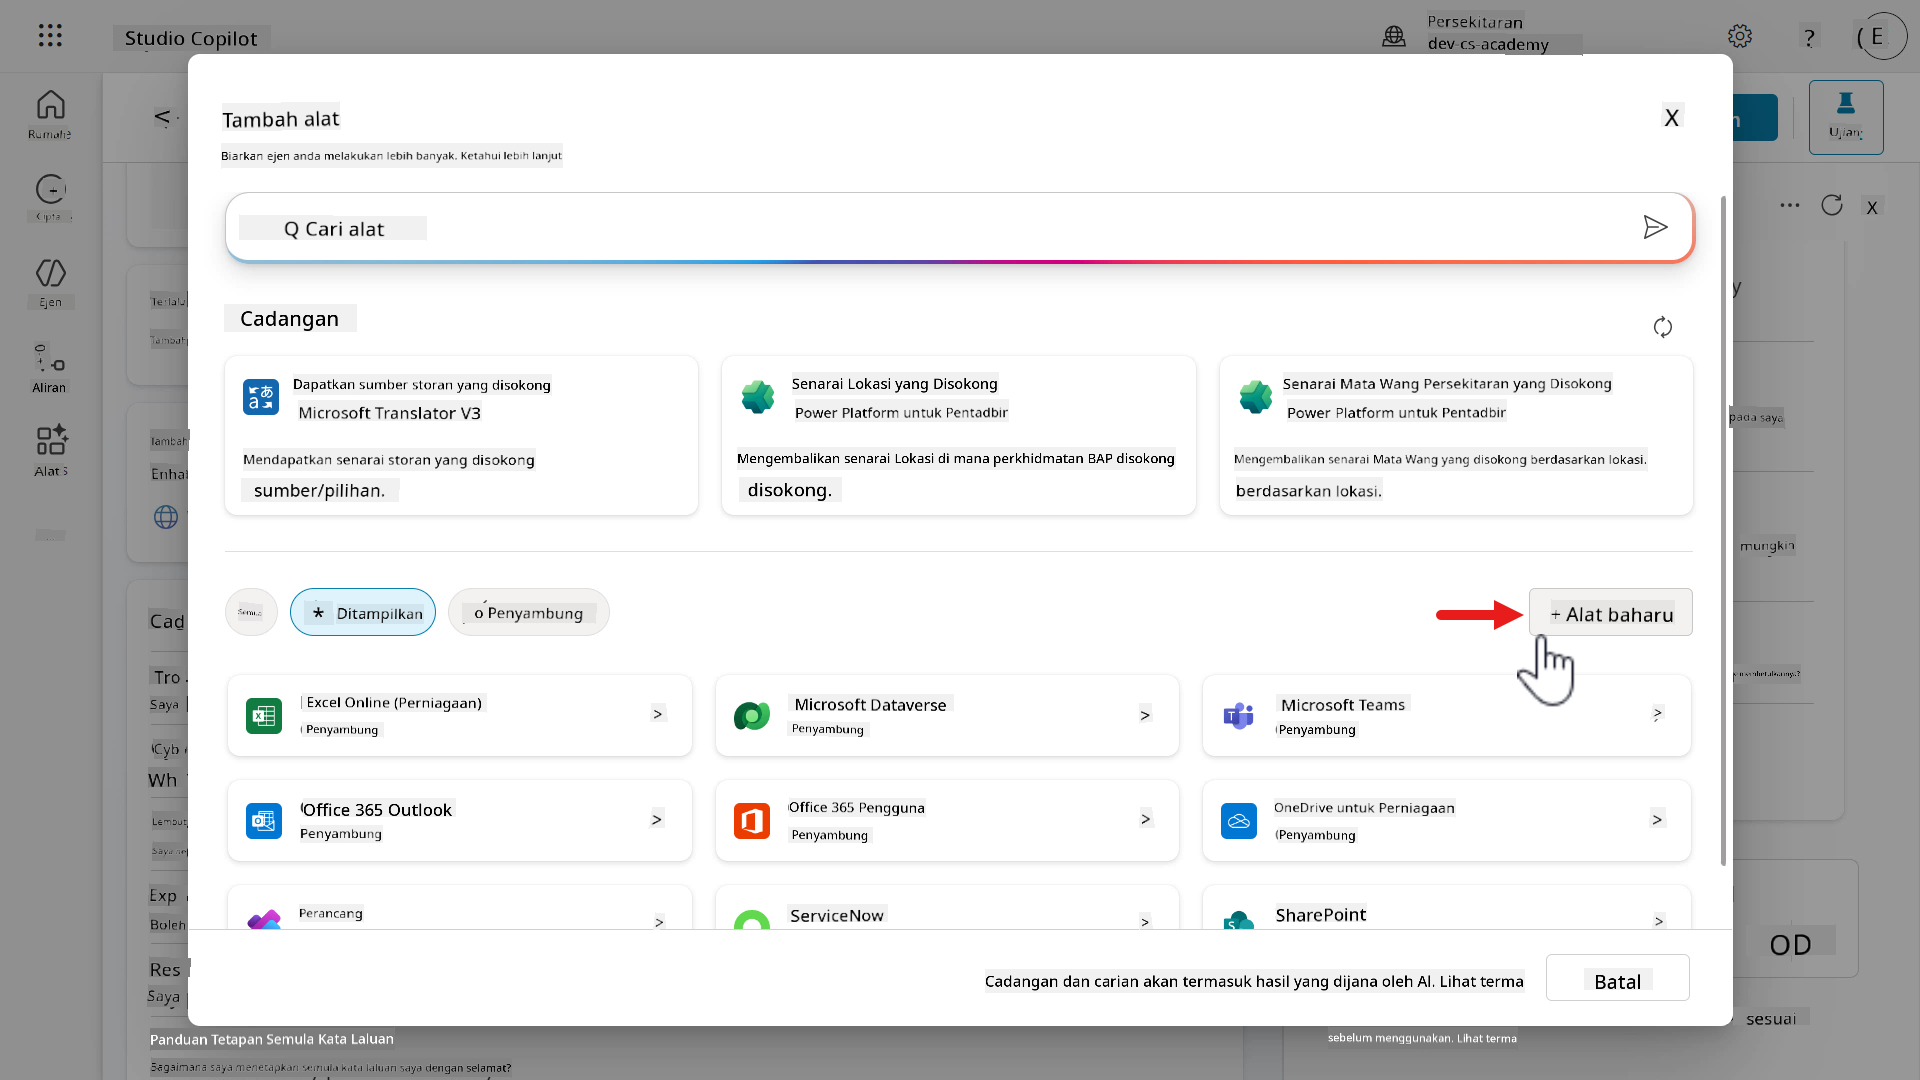 Studio Copilot
Persekitaran
dev-cs-academy
?
( E
Rumah
Cipta
Ejen
Aliran
Alat
<
Ujian
Tambah alat
X
Biarkan ejen anda melakukan lebih banyak. Ketahui lebih lanjut
Q Cari alat
Cadangan
Dapatkan sumber storan yang disokong
Microsoft Translator V3
Mendapatkan senarai storan yang disokong
sumber/pilihan.
Senarai Lokasi yang Disokong
Power Platform untuk Pentadbir
Mengembalikan senarai Lokasi di mana perkhidmatan BAP disokong
disokong.
Senarai Mata Wang Persekitaran yang Disokong
Power Platform untuk Pentadbir
Mengembalikan senarai Mata Wang yang disokong berdasarkan lokasi.
berdasarkan lokasi.
Semua
* Ditampilkan
Penyambung
+ Alat baharu
Excel Online (Perniagaan)
Penyambung
>
Microsoft Dataverse
Penyambung
>
Microsoft Teams
(Penyambung
>
Office 365 Outlook
Penyambung
>
Office 365 Pengguna
Penyambung
>
OneDrive untuk Perniagaan
(Penyambung
>
Perancang
>
ServiceNow
>
SharePoint
>
Cadangan dan carian akan termasuk hasil yang dijana oleh AI. Lihat terma
Batal
X
pada saya
mungkin
OD
sesuai
Cad
Tro
Saya
Wh
Exp
Boleh
Res
Saya
Panduan Tetapan Semula Kata Laluan
Bagaimana saya menetapkan semula kata laluan saya dengan selamat?
sebelum menggunakan. Lihat terma